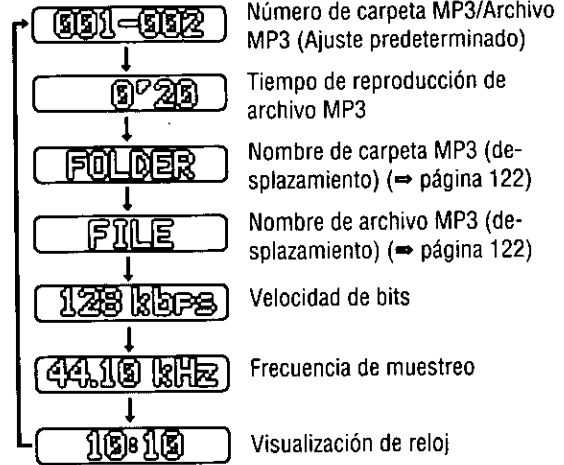 001-002
Número de carpeta MP3/Archivo
MP3 (Ajuste predeterminado)
0'20
Tiempo de reproducción de
archivo MP3
FOLDER
Nombre de carpeta MP3 (de-
splazamiento) (➡ página 122)
FILE
Nombre de archivo MP3 (de-
splazamiento) (➡ página 122)
128 kbps
Velocidad de bits
44.10 kHz
Frecuencia de muestreo
10:10
Visualización de reloj